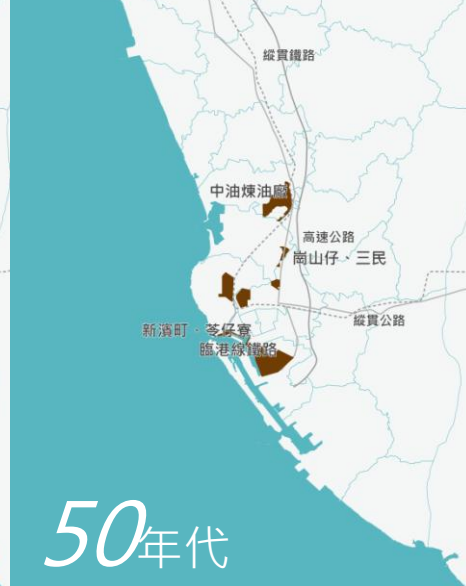 縱貫鐵路
中油煉油廠
高速公路
崗山仔、三民
縱貫公路
新濱町、苓仔寮
臨港線鐵路
50年代